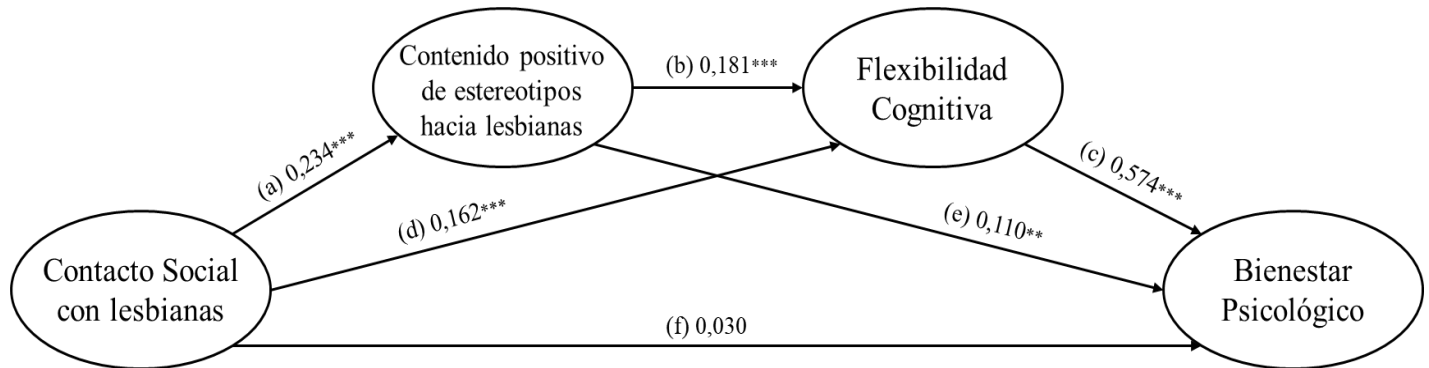 Contenido positivo
de estereotipos
hacia lesbianas
(b) 0,181***
Flexibilidad
Cognitiva
(a) 0,234***
(d) 0,162***
(c) 0,574***
(e) 0,110**
Contacto Social
con lesbianas
(f) 0,030
Bienestar
Psicológico